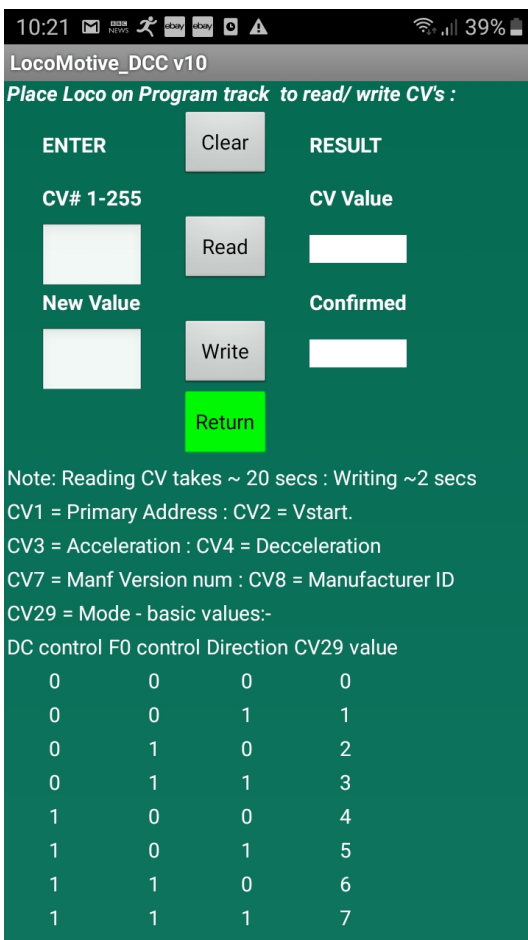 10:21 BBC NEWS ebay ebay 39%
LocoMotive_DCC v10
Place Loco on Program track to read/ write CV's :
ENTER Clear RESULT
CV# 1-255 CV Value
Read
New Value Confirmed
Write
Return
Note: Reading CV takes ~ 20 secs : Writing ~2 secs
CV1 = Primary Address : CV2 = Vstart.
CV3 = Acceleration : CV4 = Decceleration
CV7 = Manf Version num : CV8 = Manufacturer ID
CV29 = Mode - basic values:-
DC control F0 control Direction CV29 value
0 0 0 0
0 0 1 1
0 1 0 2
0 1 1 3
1 0 0 4
1 0 1 5
1 1 0 6
1 1 1 7